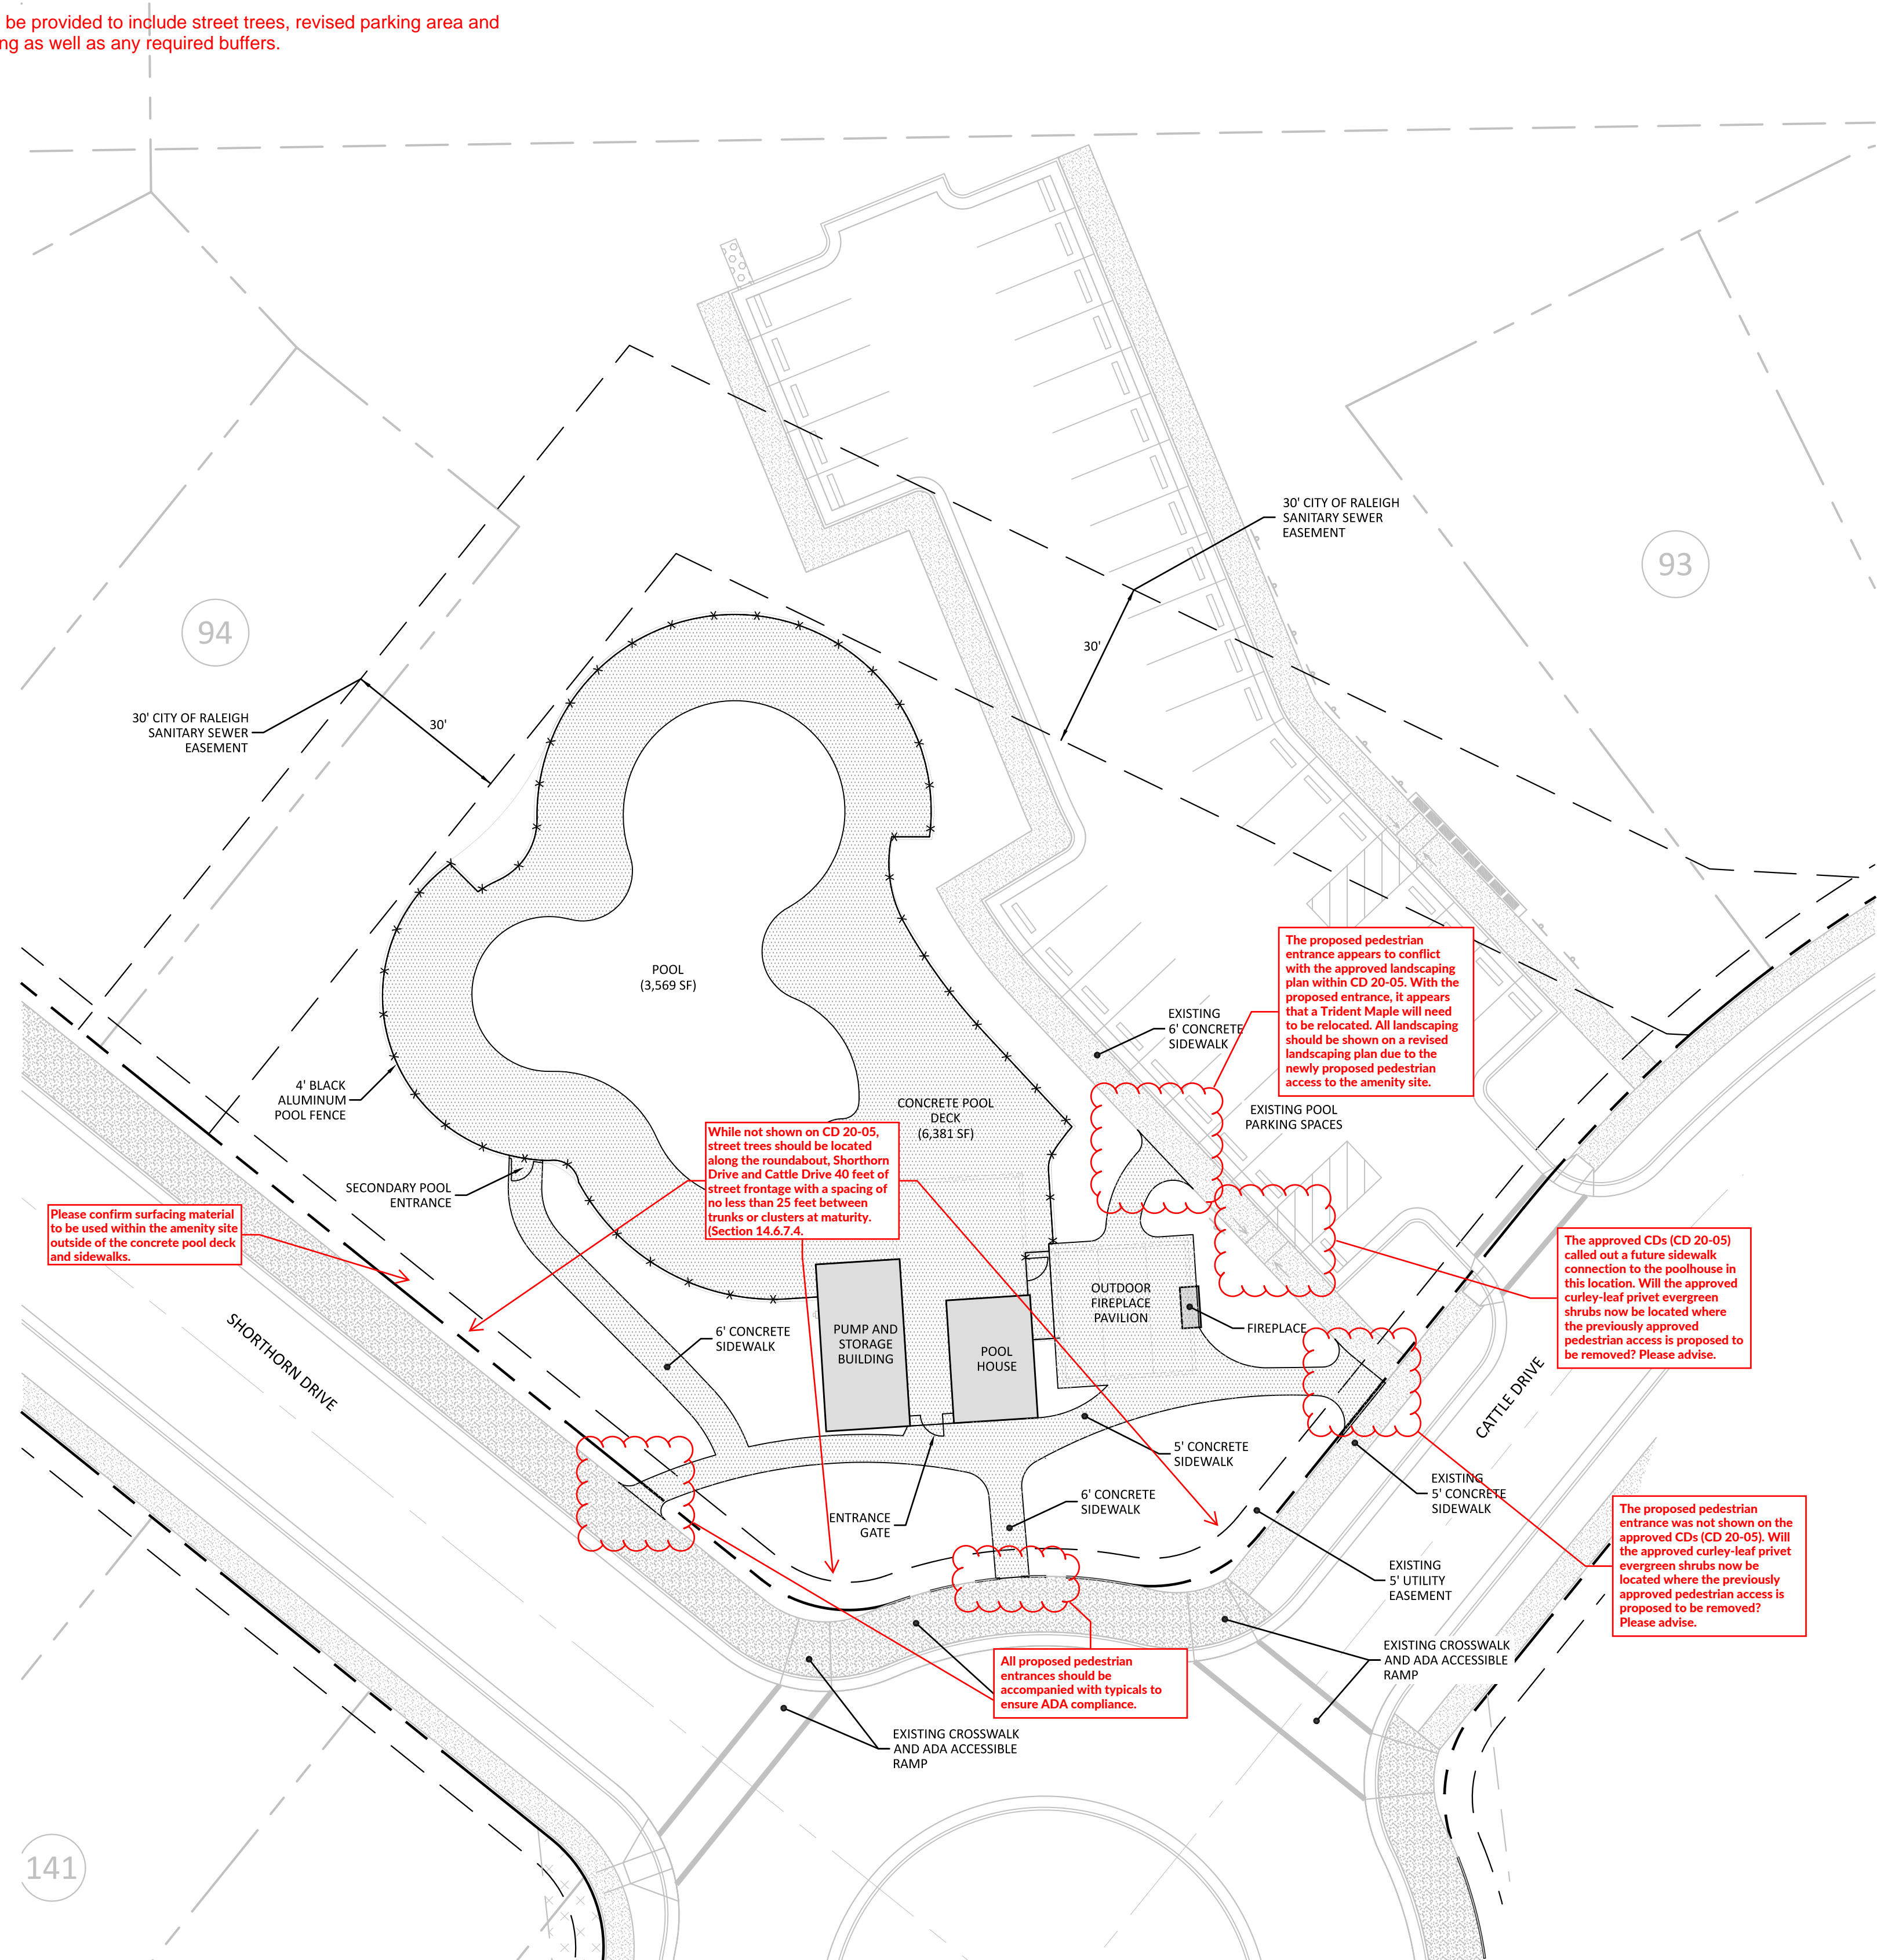 be provided to include street trees, revised parking area and
ng as well as any required buffers.
30' CITY OF RALEIGH
SANITARY SEWER
EASEMENT
93
94
30'
30' CITY OF RALEIGH
SANITARY SEWER
EASEMENT
30'
The proposed pedestrian
entrance appears to conflict
with the approved landscaping
plan within CD 20-05. With the
proposed entrance, it appears
that a Trident Maple will need
to be relocated. All landscaping
should be shown on a revised
landscaping plan due to the
newly proposed pedestrian
access to the amenity site.
POOL
(3,569 SF)
EXISTING
6' CONCRETE
SIDEWALK
4' BLACK
ALUMINUM
POOL FENCE
CONCRETE POOL
DECK
(6,381 SF)
EXISTING POOL
PARKING SPACES
While not shown on CD 20-05,
street trees should be located
along the roundabout, Shorthorn
Drive and Cattle Drive 40 feet of
street frontage with a spacing of
no less than 25 feet between
trunks or clusters at maturity.
(Section 14.6.7.4.
SECONDARY POOL
ENTRANCE
Please confirm surfacing material
to be used within the amenity site
outside of the concrete pool deck
and sidewalks.
The approved CDs (CD 20-05)
called out a future sidewalk
connection to the poolhouse in
this location. Will the approved
curley-leaf privet evergreen
shrubs now be located where
the previously approved
pedestrian access is proposed to
be removed? Please advise.
OUTDOOR
FIREPLACE
PAVILION
FIREPLACE
PUMP AND
STORAGE
BUILDING
POOL
HOUSE
6' CONCRETE
SIDEWALK
SHORTHORN DRIVE
CATTLE DRIVE
5' CONCRETE
SIDEWALK
EXISTING
5' CONCRETE
SIDEWALK
6' CONCRETE
SIDEWALK
ENTRANCE
GATE
The proposed pedestrian
entrance was not shown on the
approved CDs (CD 20-05). Will
the approved curley-leaf privet
evergreen shrubs now be
located where the previously
approved pedestrian access is
proposed to be removed?
Please advise.
EXISTING
5' UTILITY
EASEMENT
All proposed pedestrian
entrances should be
accompanied with typicals to
ensure ADA compliance.
EXISTING CROSSWALK
AND ADA ACCESSIBLE
RAMP
EXISTING CROSSWALK
AND ADA ACCESSIBLE
RAMP
141